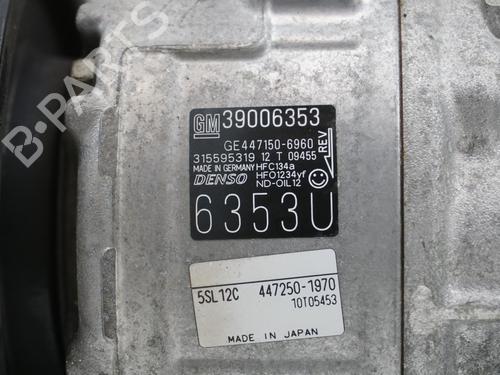 B-PARTS
GM 39006353
GE447150-6960
315595319 12 T 09455
MADE IN GERMANY HFC134a
DENSO HFO1234yf
ND-OIL12
REV
6353U
5SL12C 447250-1970
10T05453
MADE IN JAPAN